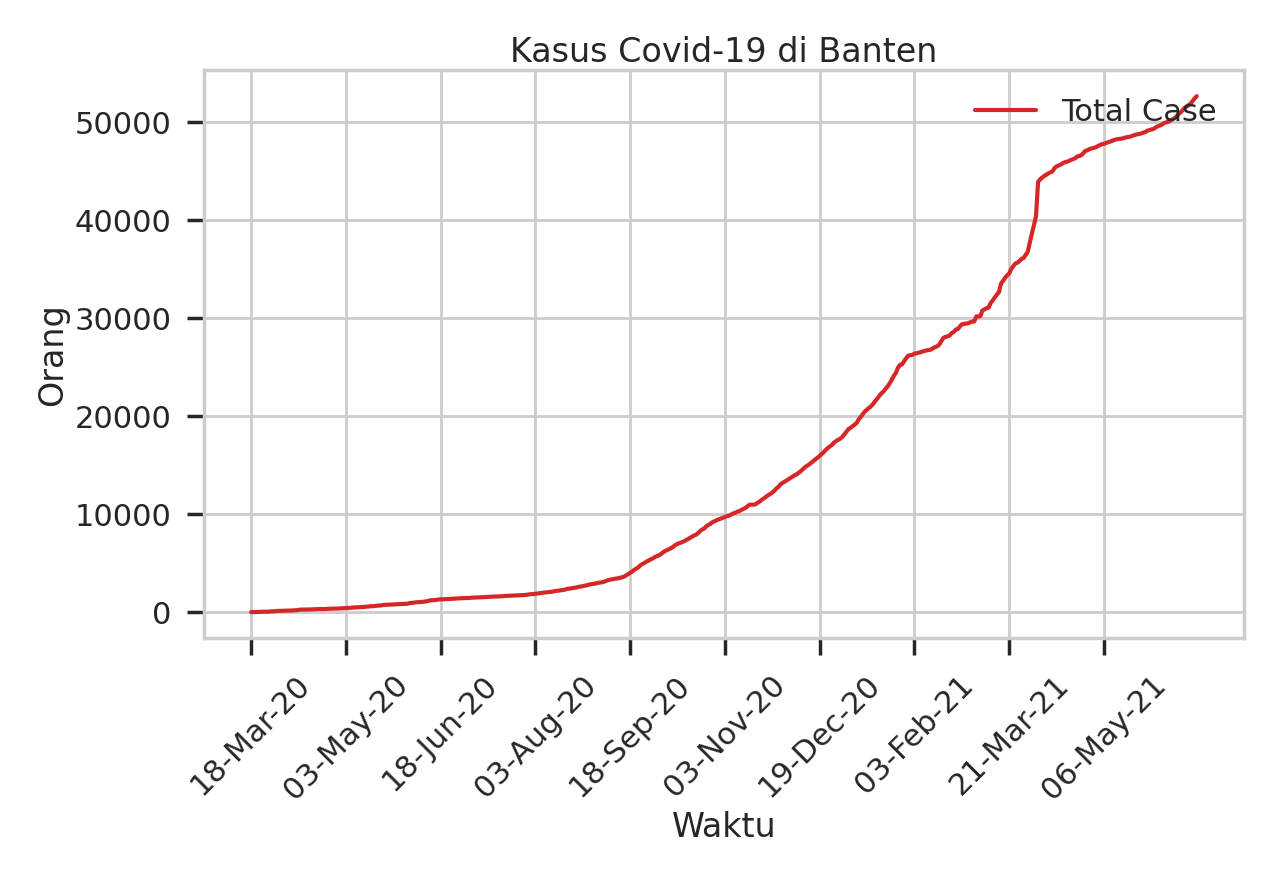 Kasus Covid-19 di Banten
Total Case
50000
40000
30000
20000
10000
0
Orang
18-Mar-20
03-May-20
18-Jun-20
03-Aug-20
18-Sep-20
03-Nov-20
19-Dec-20
03-Feb-21
21-Mar-21
06-May-21
Waktu